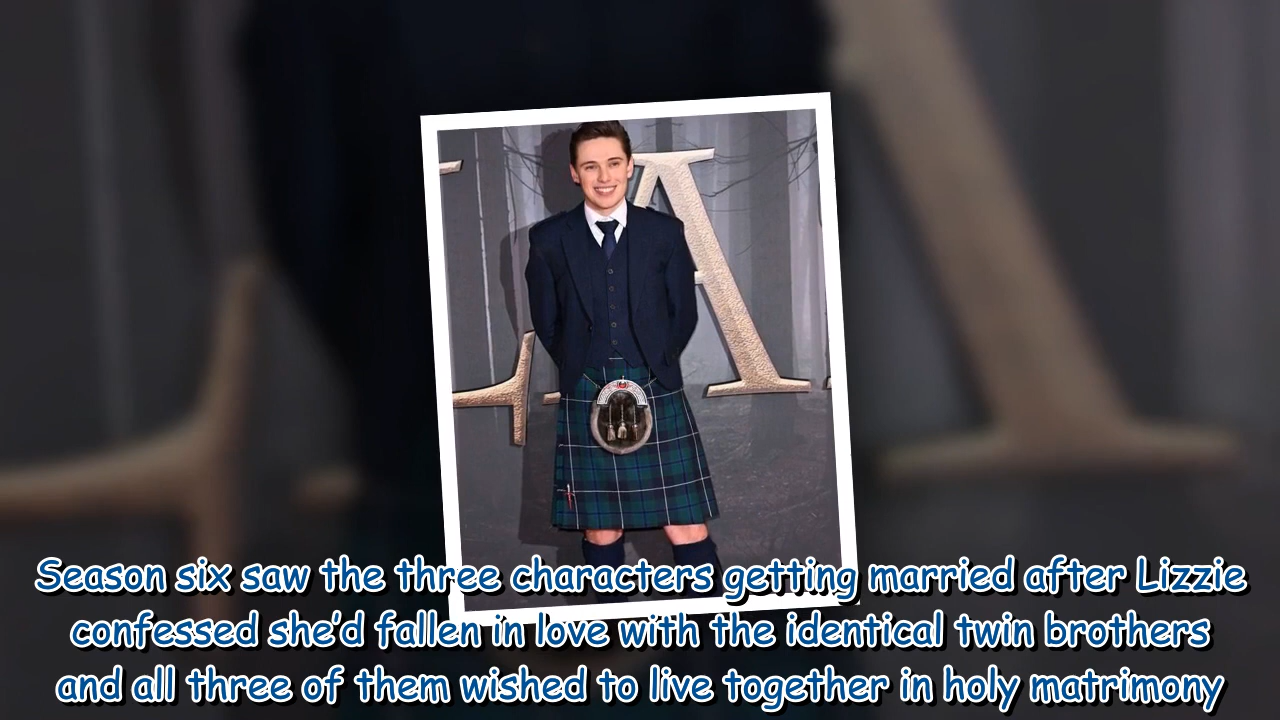 A
Season six saw the three characters getting married after Lizzie
confessed she’d fallen in love with the identical twin brothers
and all three of them wished to live together in holy matrimony